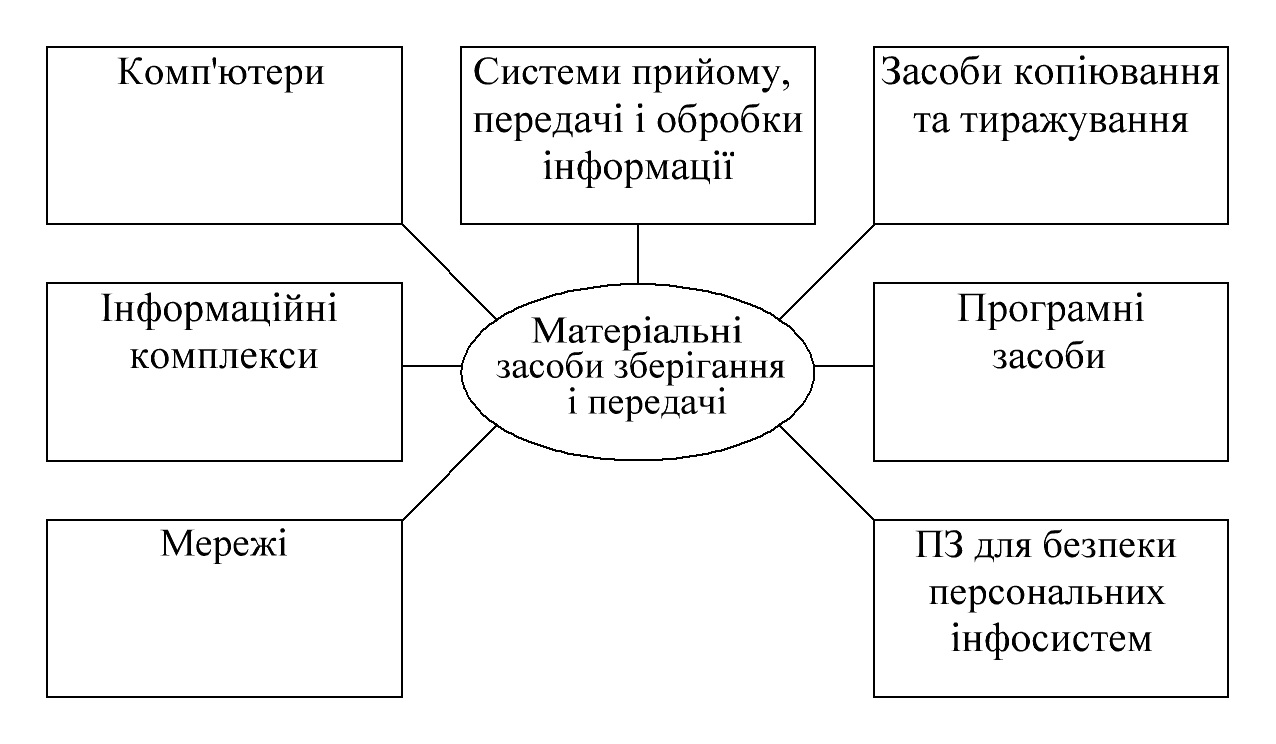 Комп'ютери
Системи прийому,
передачі і обробки
інформації
Засоби копіювання
та тиражування
Інформаційні
комплекси
Матеріальні
засоби зберігання
і передачі
Програмні
засоби
Мережі
ПЗ для безпеки
персональних
інфосистем